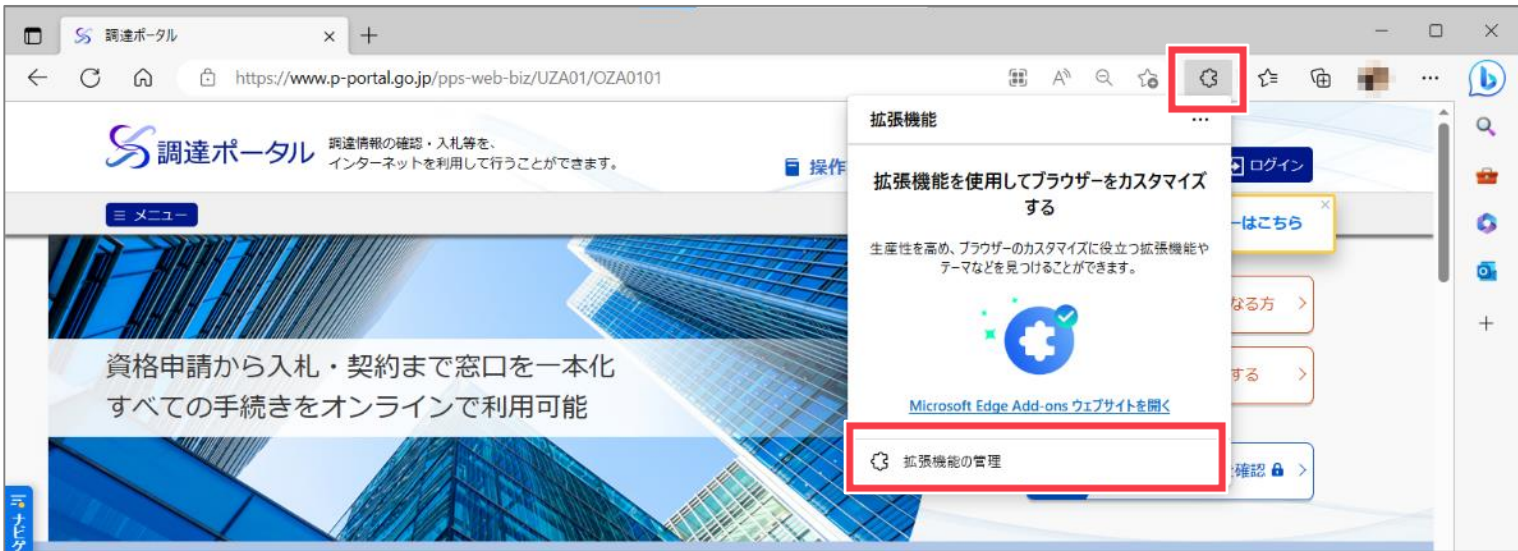 調達ポータル
https://www.p-portal.go.jp/pps-web-biz/UZA01/OZA0101
調達ポータル
調達情報の確認・入札等を、
インターネットを利用して行うことができます。
操作
ログイン
メニュー
ーはこちら
拡張機能
拡張機能を使用してブラウザーをカスタマイズ
する
生産性を高め、ブラウザーのカスタマイズに役立つ拡張機能や
テーマなどを見つけることができます。
Microsoft Edge Add-ons ウェブサイトを開く
拡張機能の管理
なる方
する
確認
資格申請から入札・契約まで窓口を一本化
すべての手続きをオンラインで利用可能
ナビゲ